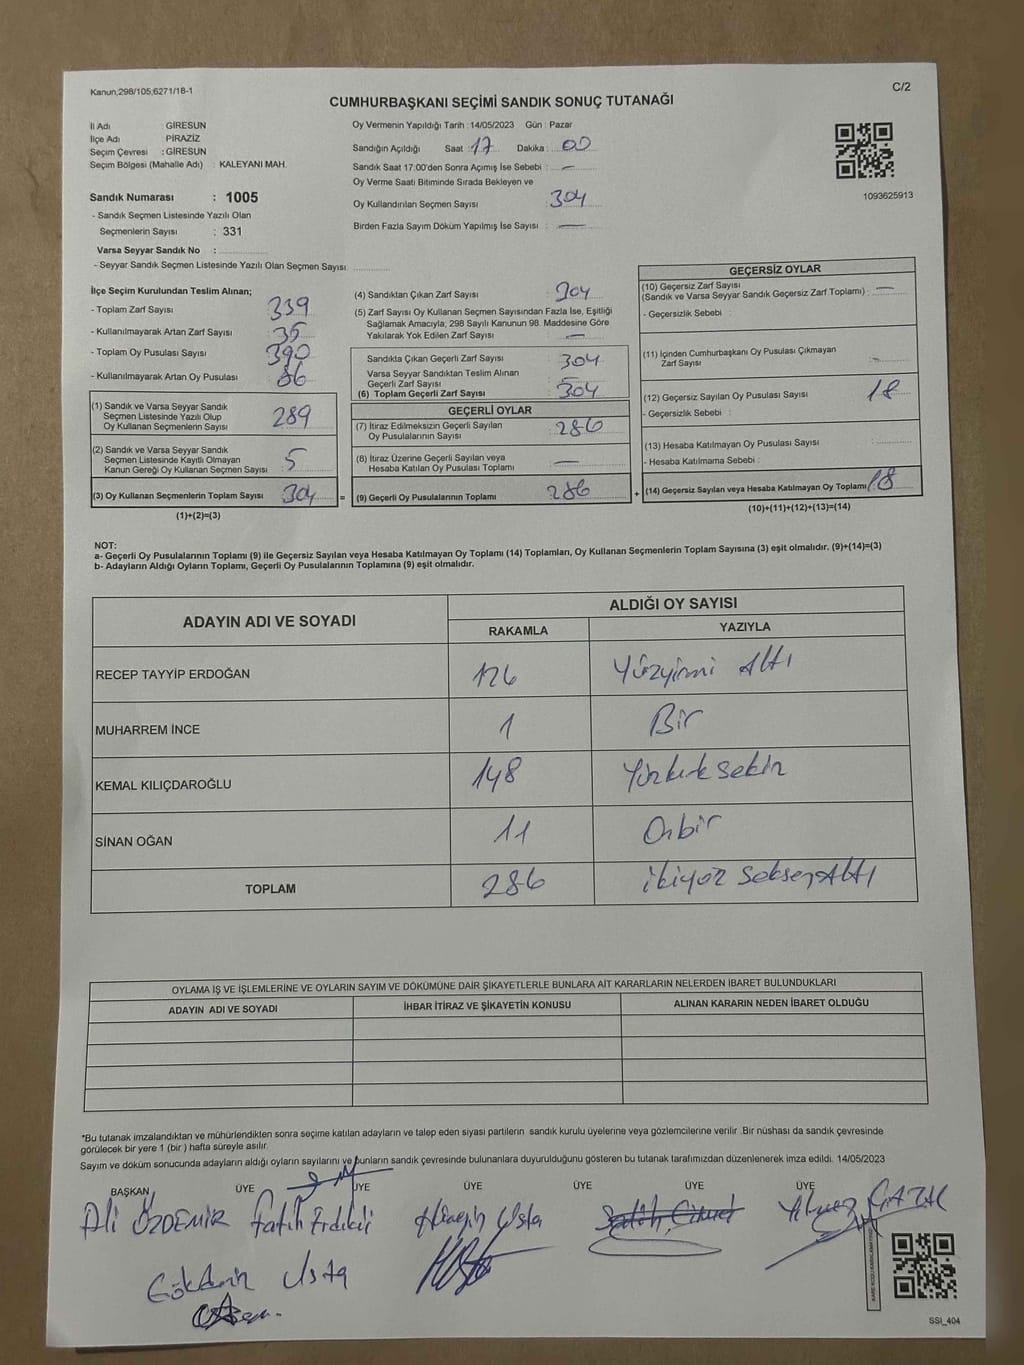 Kanun,298/105,6271/18-1
C/2
CUMHURBAŞKANI SEÇİMİ SANDIK SONUÇ TUTANAĞI
İl Adı : GİRESUN
İlçe Adı : PİRAZİZ
Seçim Çevresi : GİRESUN
Seçim Bölgesi (Mahalle Adı) : KALEYANI MAH.
Oy Vermenin Yapıldığı Tarih : 14/05/2023 Gün : Pazar
Sandığın Açıldığı Saat : 17 Dakika : 00
Sandık Saat 17:00'den Sonra Açımış İse Sebebi : —
Oy Verme Saati Bitiminde Sırada Bekleyen ve
Oy Kullandırılan Seçmen Sayısı 304
Birden Fazla Sayım Döküm Yapılmış İse Sayısı : —
1093625913
Sandık Numarası : 1005
- Sandık Seçmen Listesinde Yazılı Olan
Seçmenlerin Sayısı : 331
Varsa Seyyar Sandık No :
- Seyyar Sandık Seçmen Listesinde Yazılı Olan Seçmen Sayısı
İlçe Seçim Kurulundan Teslim Alınan;
- Toplam Zarf Sayısı 339
- Kullanılmayarak Artan Zarf Sayısı 35
- Toplam Oy Pusulası Sayısı 390
- Kullanılmayarak Artan Oy Pusulası 86
(1) Sandık ve Varsa Seyyar Sandık
Seçmen Listesinde Yazılı Olup
Oy Kullanan Seçmenlerin Sayısı 289
(2) Sandık ve Varsa Seyyar Sandık
Seçmen Listesinde Kayıtlı Olmayan
Kanun Gereği Oy Kullanan Seçmen Sayısı 5
(3) Oy Kullanan Seçmenlerin Toplam Sayısı 304 =
(1)+(2)=(3)
(4) Sandıktan Çıkan Zarf Sayısı 304
(5) Zarf Sayısı Oy Kullanan Seçmen Sayısından Fazla İse, Eşitliği
Sağlamak Amacıyla; 298 Sayılı Kanunun 98. Maddesine Göre
Yakılarak Yok Edilen Zarf Sayısı —
Sandıkta Çıkan Geçerli Zarf Sayısı 304
Varsa Seyyar Sandıktan Teslim Alınan
Geçerli Zarf Sayısı —
(6) Toplam Geçerli Zarf Sayısı 304
GEÇERLİ OYLAR
(7) İtiraz Edilmeksizin Geçerli Sayılan
Oy Pusulalarının Sayısı 286
(8) İtiraz Üzerine Geçerli Sayılan veya
Hesaba Katılan Oy Pusulası Toplamı —
(9) Geçerli Oy Pusulalarının Toplamı 286 +
GEÇERSİZ OYLAR
(10) Geçersiz Zarf Sayısı
(Sandık ve Varsa Seyyar Sandık Geçersiz Zarf Toplamı) : —
- Geçersizlik Sebebi :
(11) İçinden Cumhurbaşkanı Oy Pusulası Çıkmayan
Zarf Sayısı —
(12) Geçersiz Sayılan Oy Pusulası Sayısı 18
- Geçersizlik Sebebi :
(13) Hesaba Katılmayan Oy Pusulası Sayısı :
- Hesaba Katılmama Sebebi :
(14) Geçersiz Sayılan veya Hesaba Katılmayan Oy Toplamı 18
(10)+(11)+(12)+(13)=(14)
NOT:
a- Geçerli Oy Pusulalarının Toplamı (9) ile Geçersiz Sayılan veya Hesaba Katılmayan Oy Toplamı (14) Toplamları, Oy Kullanan Seçmenlerin Toplam Sayısına (3) eşit olmalıdır. (9)+(14)=(3)
b- Adayların Aldığı Oyların Toplamı, Geçerli Oy Pusulalarının Toplamına (9) eşit olmalıdır.
ADAYIN ADI VE SOYADI
ALDIĞI OY SAYISI
RAKAMLA YAZIYLA
RECEP TAYYİP ERDOĞAN 126 Yüzyirmi Altı
MUHARREM İNCE 1 Bir
KEMAL KILIÇDAROĞLU 148 Yüzkırksekiz
SİNAN OĞAN 11 Onbir
TOPLAM 286 ikiyüz seksenAltı
OYLAMA İŞ VE İŞLEMLERİNE VE OYLARIN SAYIM VE DÖKÜMÜNE DAİR ŞİKAYETLERLE BUNLARA AİT KARARLARIN NELERDEN İBARET BULUNDUKLARI
ADAYIN ADI VE SOYADI İHBAR İTİRAZ VE ŞİKAYETİN KONUSU ALINAN KARARIN NEDEN İBARET OLDUĞU
*Bu tutanak imzalandıktan ve mühürlendikten sonra seçime katılan adayların ve talep eden siyasi partilerin sandık kurulu üyelerine veya gözlemcilerine verilir .Bir nüshası da sandık çevresinde
görülecek bir yere 1 (bir ) hafta süreyle asılır.
Sayım ve döküm sonucunda adayların aldığı oyların sayılarını ve bunların sandık çevresinde bulunanlara duyurulduğunu gösteren bu tutanak tarafımızdan düzenlenerek imza edildi. 14/05/2023
BAŞKAN ÜYE ÜYE ÜYE ÜYE ÜYE ÜYE
Ali ÖZDEMİR Fatih Hüseyin Usta Yılmaz
Gökdenin Usta
SSİ_404